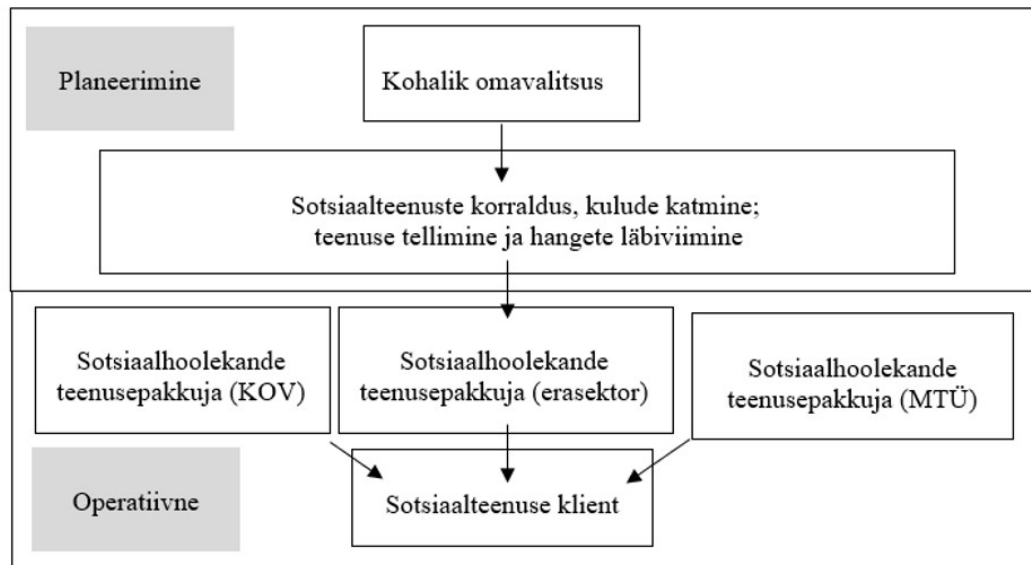 Planeerimine
Kohalik omavalitsus
Sotsiaalteenuste korraldus, kulude katmine;
teenuse tellimine ja hangete läbiviimine
Sotsiaalhoolekande
teenusepakkuja (KOV)
Sotsiaalhoolekande
teenusepakkuja (erasektor)
Sotsiaalhoolekande
teenusepakkuja (MTÜ)
Operatiivne
Sotsiaalteenuse klient